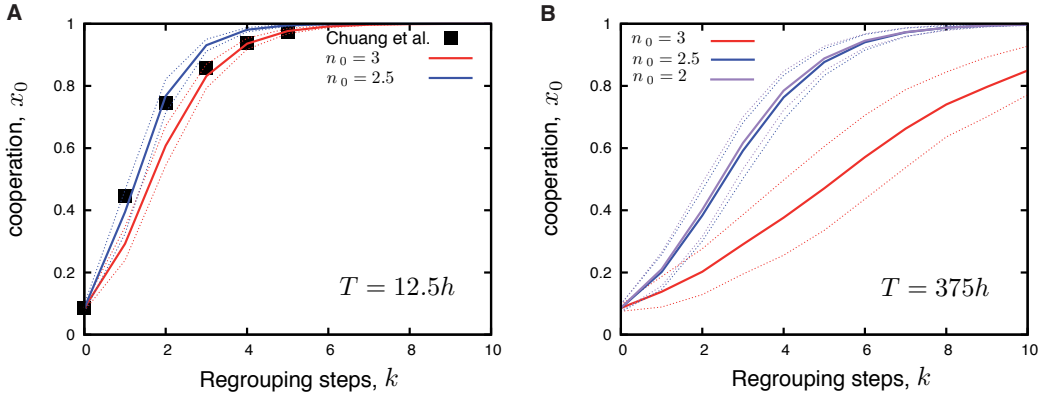 A
cooperation, x₀
1
0.8
0.6
0.4
0.2
0
Chuang et al.
n₀ = 3
n₀ = 2.5
T = 12.5h
0 2 4 6 8 10
Regrouping steps, k
B
cooperation, x₀
1
0.8
0.6
0.4
0.2
0
n₀ = 3
n₀ = 2.5
n₀ = 2
T = 375h
0 2 4 6 8 10
Regrouping steps, k